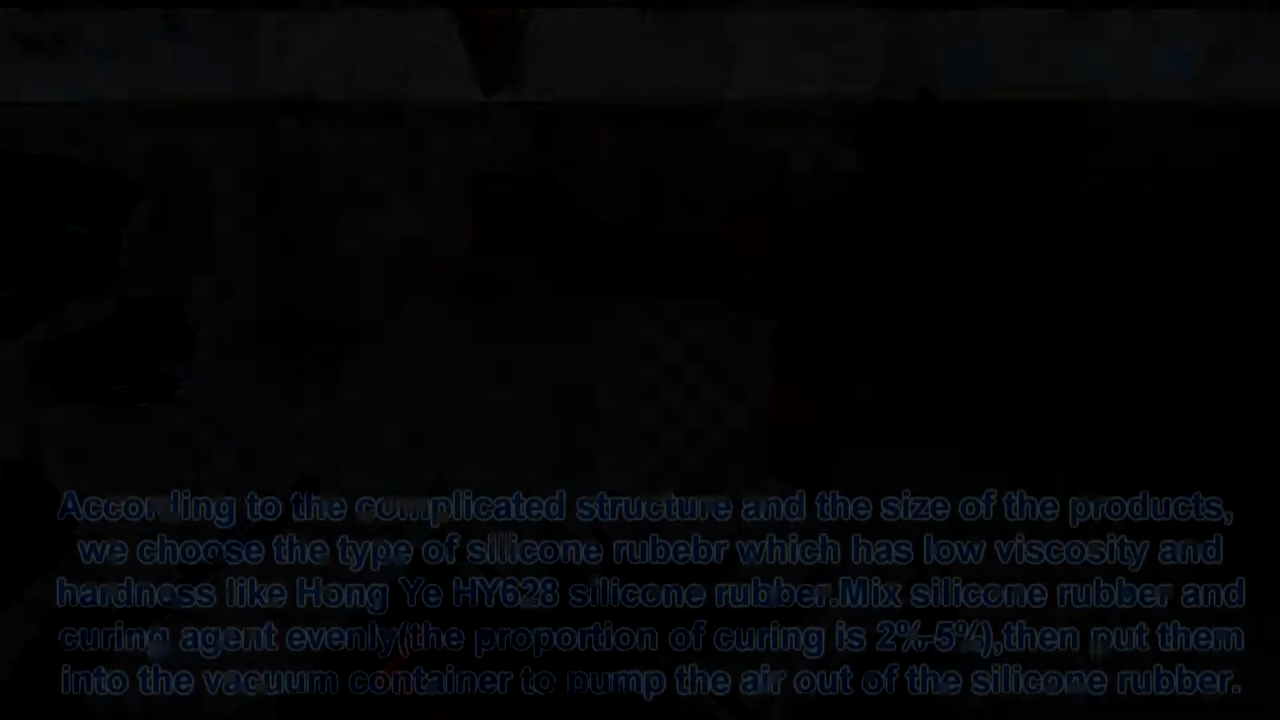 According to the complicated structure and the size of the products,
we choose the type of silicone rubebr which has low viscosity and
hardness like Hong Ye HY628 silicone rubber.Mix silicone rubber and
curing agent evenly(the proportion of curing is 2%-5%),then put them
into the vacuum container to pump the air out of the silicone rubber.